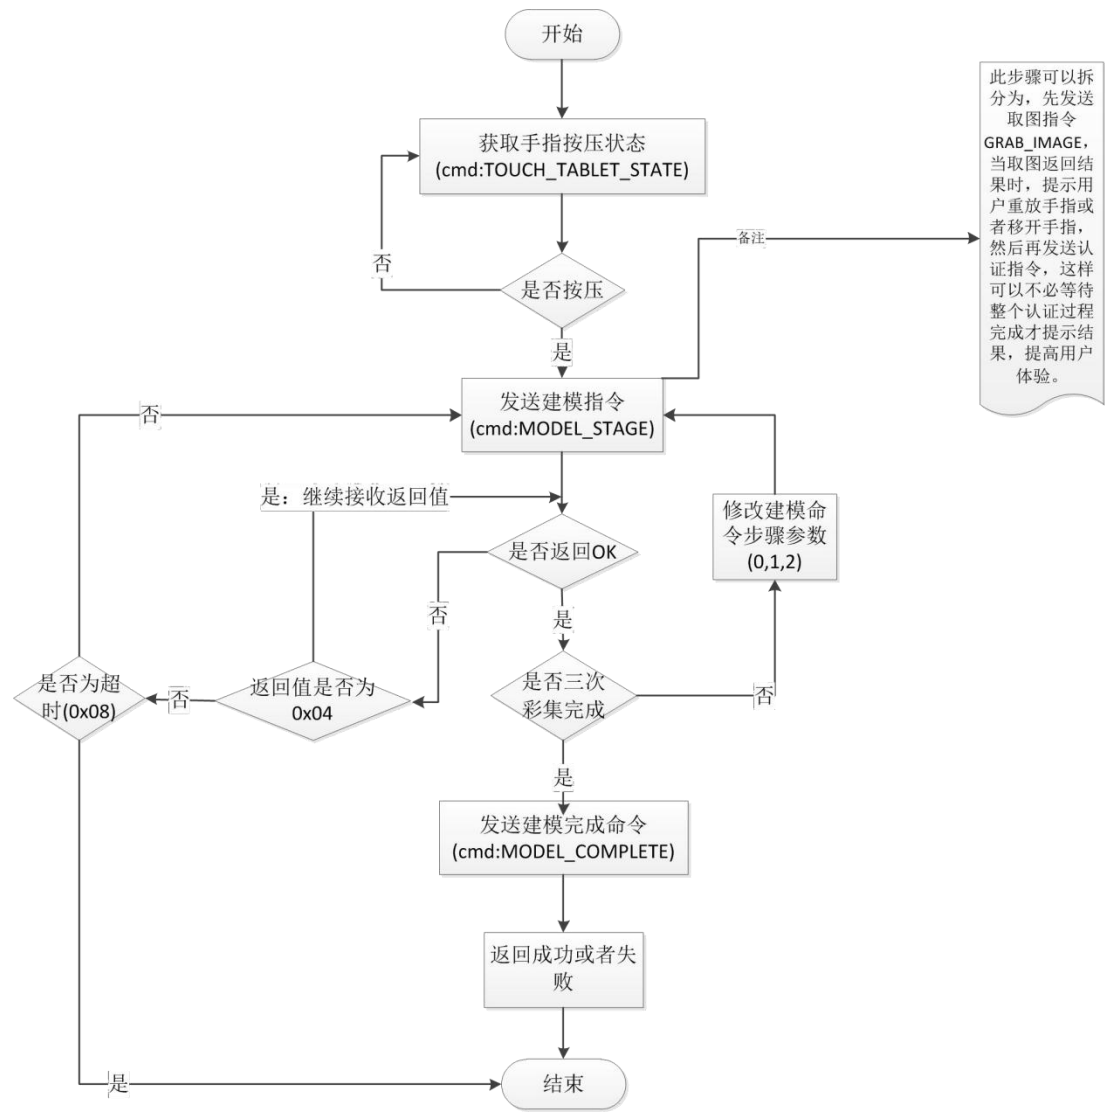 开始
获取手指按压状态
(cmd:TOUCH_TABLET_STATE)
否
是否按压
是
备注
此步骤可以拆
分为，先发送
取图指令
GRAB_IMAGE，
当取图返回结
果时，提示用
户重放手指或
者移开手指，
然后再发送认
证指令，这样
可以不必等待
整个认证过程
完成才提示结
果，提高用户
体验。
发送建模指令
(cmd:MODEL_STAGE)
否
是：继续接收返回值
是否返回OK
修改建模命
令步骤参数
(0,1,2)
否
是
是否为超
时(0x08)
否
返回值是否为
0x04
是否三次
彩集完成
否
是
发送建模完成命令
(cmd:MODEL_COMPLETE)
返回成功或者失
败
是
结束